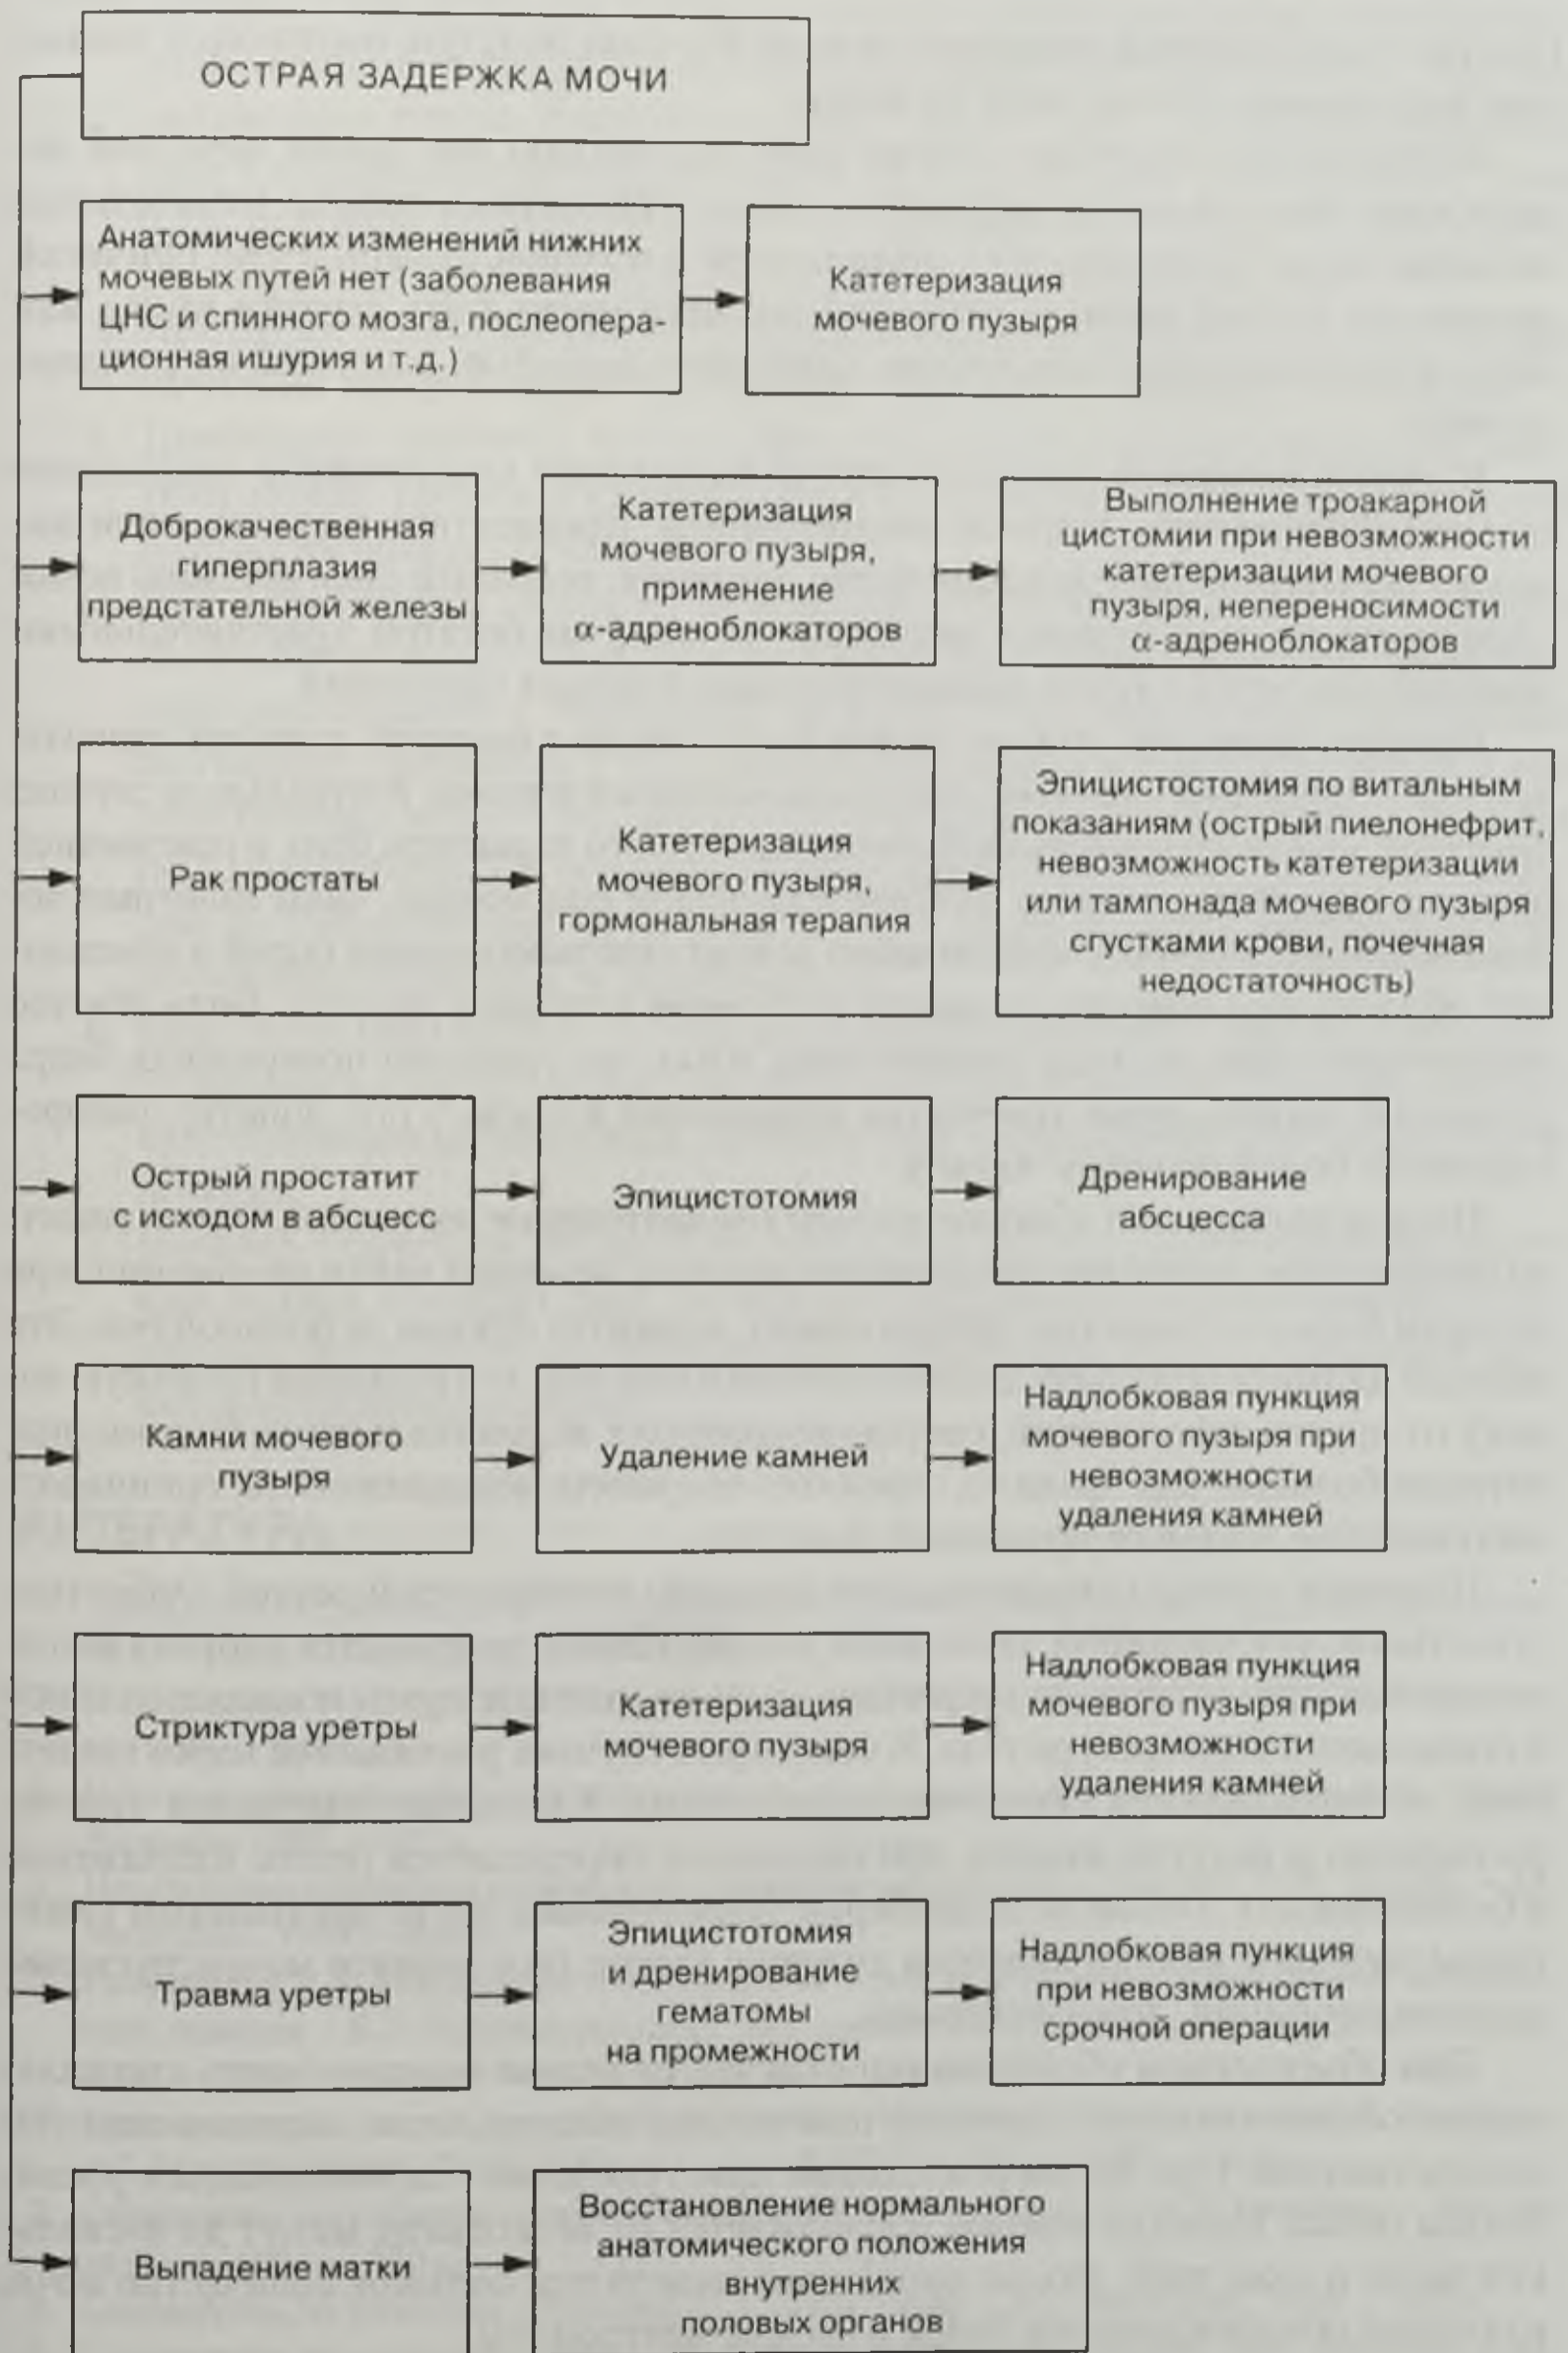 ОСТРАЯ ЗАДЕРЖКА МОЧИ
Анатомических изменений нижних
мочевых путей нет (заболевания
ЦНС и спинного мозга, послеопера-
ционная ишурия и т.д.)
Катетеризация
мочевого пузыря
Доброкачественная
гиперплазия
предстательной железы
Катетеризация
мочевого пузыря,
применение
α-адреноблокаторов
Выполнение троакарной
цистомии при невозможности
катетеризации мочевого
пузыря, непереносимости
α-адреноблокаторов
Рак простаты
Катетеризация
мочевого пузыря,
гормональная терапия
Эпицистостомия по витальным
показаниям (острый пиелонефрит,
невозможность катетеризации
или тампонада мочевого пузыря
сгустками крови, почечная
недостаточность)
Острый простатит
с исходом в абсцесс
Эпицистотомия
Дренирование
абсцесса
Камни мочевого
пузыря
Удаление камней
Надлобковая пункция
мочевого пузыря при
невозможности
удаления камней
Стриктура уретры
Катетеризация
мочевого пузыря
Надлобковая пункция
мочевого пузыря при
невозможности
удаления камней
Травма уретры
Эпицистотомия
и дренирование
гематомы
на промежности
Надлобковая пункция
при невозможности
срочной операции
Выпадение матки
Восстановление нормального
анатомического положения
внутренних
половых органов